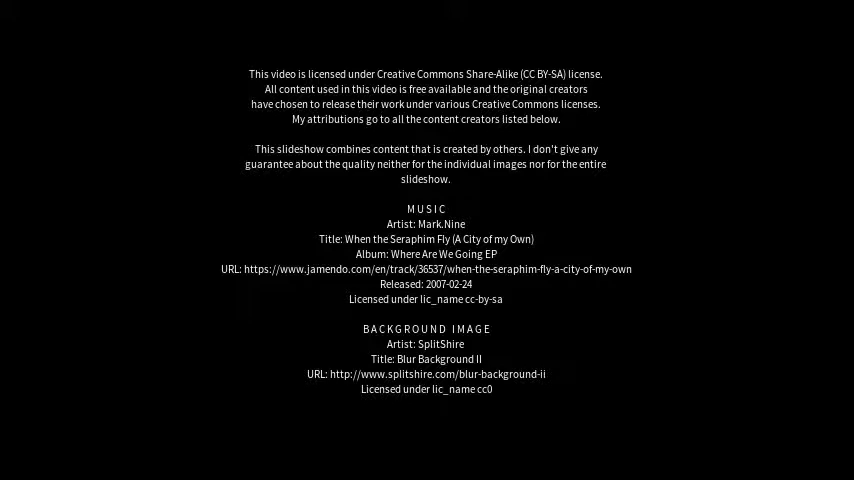 This video is licensed under Creative Commons Share-Alike (CC BY-SA) license.
All content used in this video is free available and the original creators
have chosen to release their work under various Creative Commons licenses.
My attributions go to all the content creators listed below.
This slideshow combines content that is created by others. I don't give any
guarantee about the quality neither for the individual images nor for the entire
slideshow.
MUSIC
Artist: Mark.Nine
Title: When the Seraphim Fly (A City of my Own)
Album: Where Are We Going EP
URL: https://www.jamendo.com/en/track/36537/when-the-seraphim-fly-a-city-of-my-own
Released: 2007-02-24
Licensed under lic_name cc-by-sa
BACKGROUND IMAGE
Artist: SplitShire
Title: Blur Background II
URL: http://www.splitshire.com/blur-background-ii
Licensed under lic_name cc0